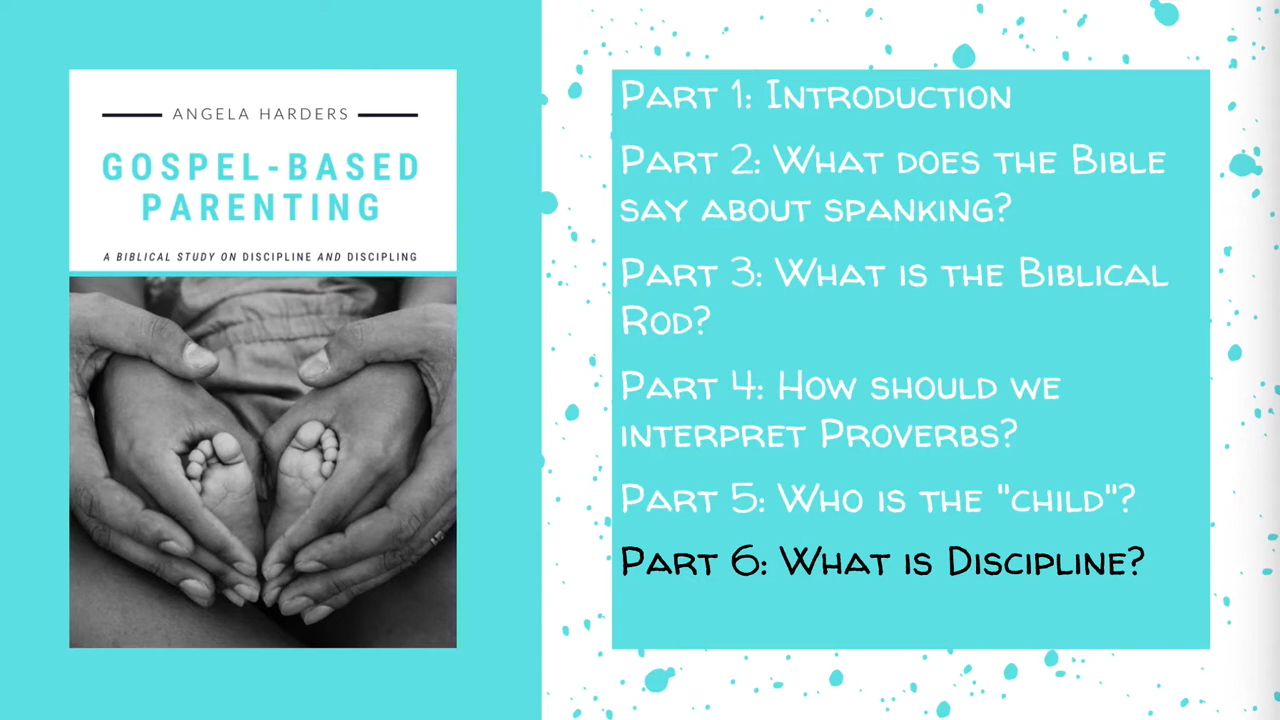 ANGELA HARDERS
GOSPEL-BASED
PARENTING
A BIBLICAL STUDY ON DISCIPLINE AND DISCIPLING
Part 1: Introduction
Part 2: What does the Bible
say about spanking?
Part 3: What is the Biblical
Rod?
Part 4: How should we
interpret Proverbs?
Part 5: Who is the "child"?
Part 6: What is Discipline?